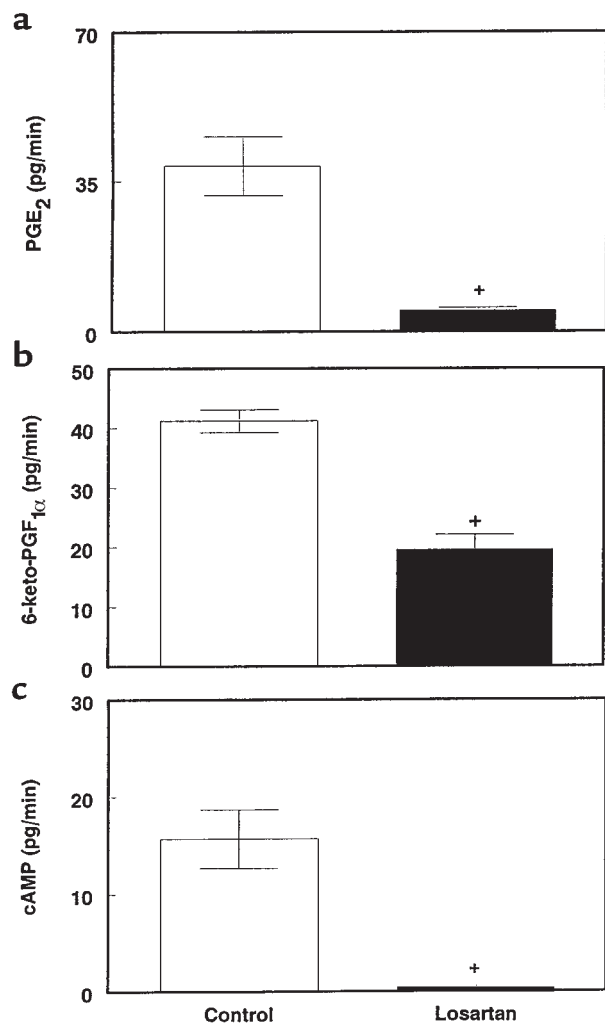 a
70
35
0
PGE2 (pg/min)
+
b
50
40
30
20
10
0
6-keto-PGF1α (pg/min)
+
c
30
20
10
0
cAMP (pg/min)
+
Control Losartan